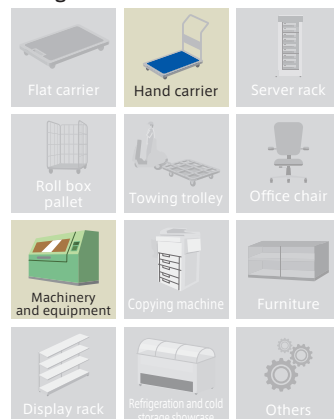 Flat carrier
Hand carrier
Server rack
Roll box
pallet
Towing trolley
Office chair
Machinery
and equipment
Copying machine
Furniture
Display rack
Refrigeration and cold
storage showcase
Others